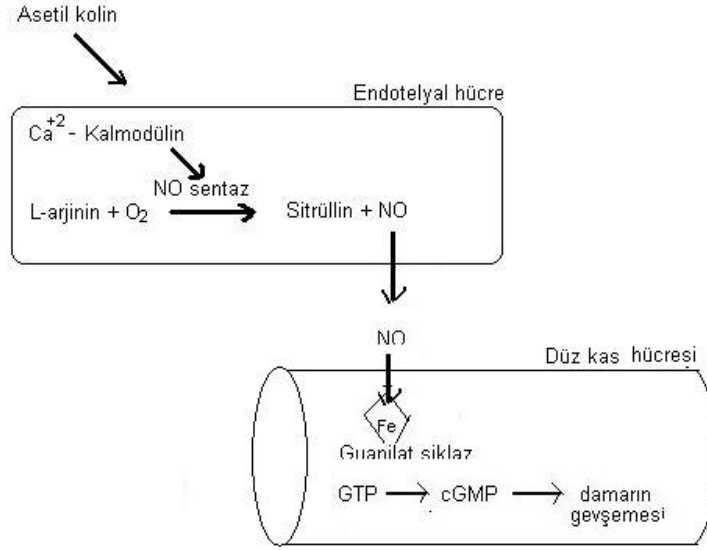 Asetil kolin
Endotelyal hücre
Ca+2 - Kalmodülin
NO sentaz
L-arjinin + O2
Sitrüllin + NO
NO
Düz kas hücresi
Fe
Guanilat siklaz
GTP
cGMP
damarın
gevşemesi